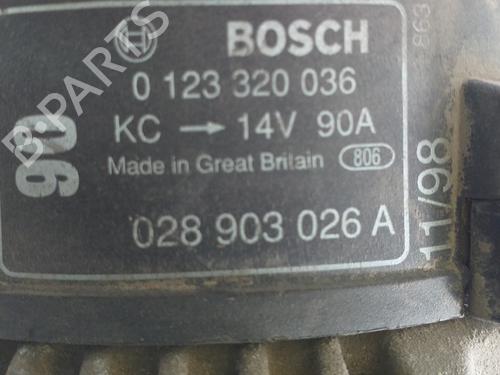 BOSCH
0 123 320 036
KC → 14V 90A
Made in Great Britain 806
028 903 026 A
90
11/98
863
B-PARTS